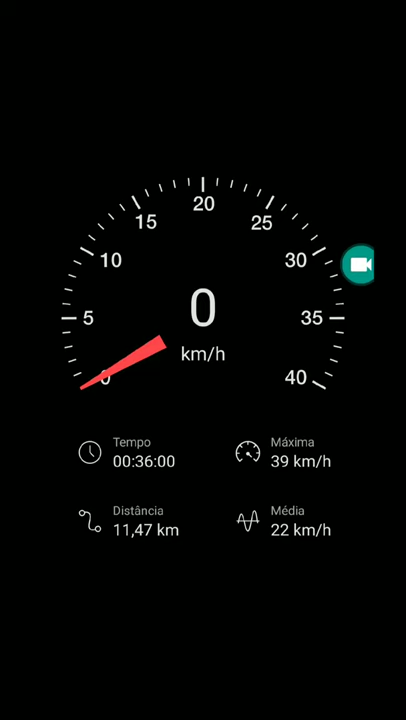 20
15
25
10
30
5
35
0
40
0
km/h
Tempo
00:36:00
Máxima
39 km/h
Distância
11,47 km
Média
22 km/h